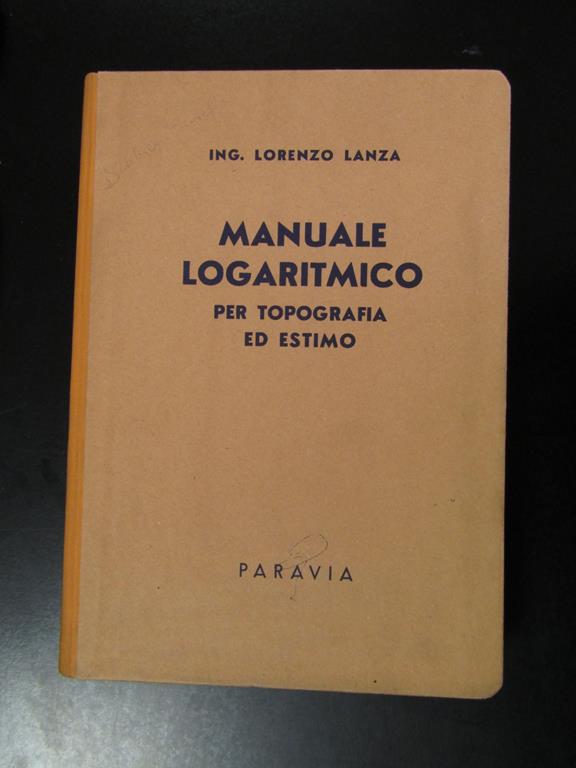 ING. LORENZO LANZA
MANUALE
LOGARITMICO
PER TOPOGRAFIA
ED ESTIMO
PARAVIA